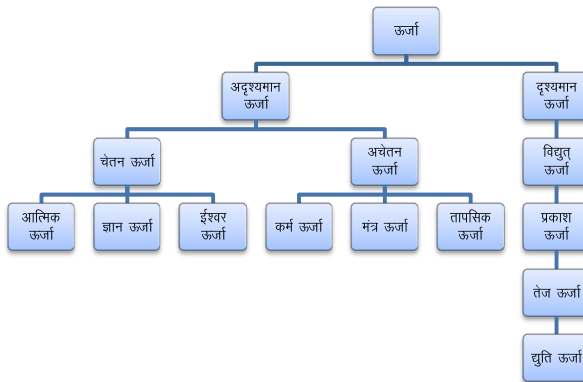 ऊर्जा
अदृश्यमान
ऊर्जा
दृश्यमान
ऊर्जा
चेतन ऊर्जा
अचेतन
ऊर्जा
विद्युत्
ऊर्जा
आत्मिक
ऊर्जा
ज्ञान ऊर्जा
ईश्वर
ऊर्जा
कर्म ऊर्जा
मंत्र ऊर्जा
तापसिक
ऊर्जा
प्रकाश
ऊर्जा
तेज ऊर्जा
द्युति ऊर्जा